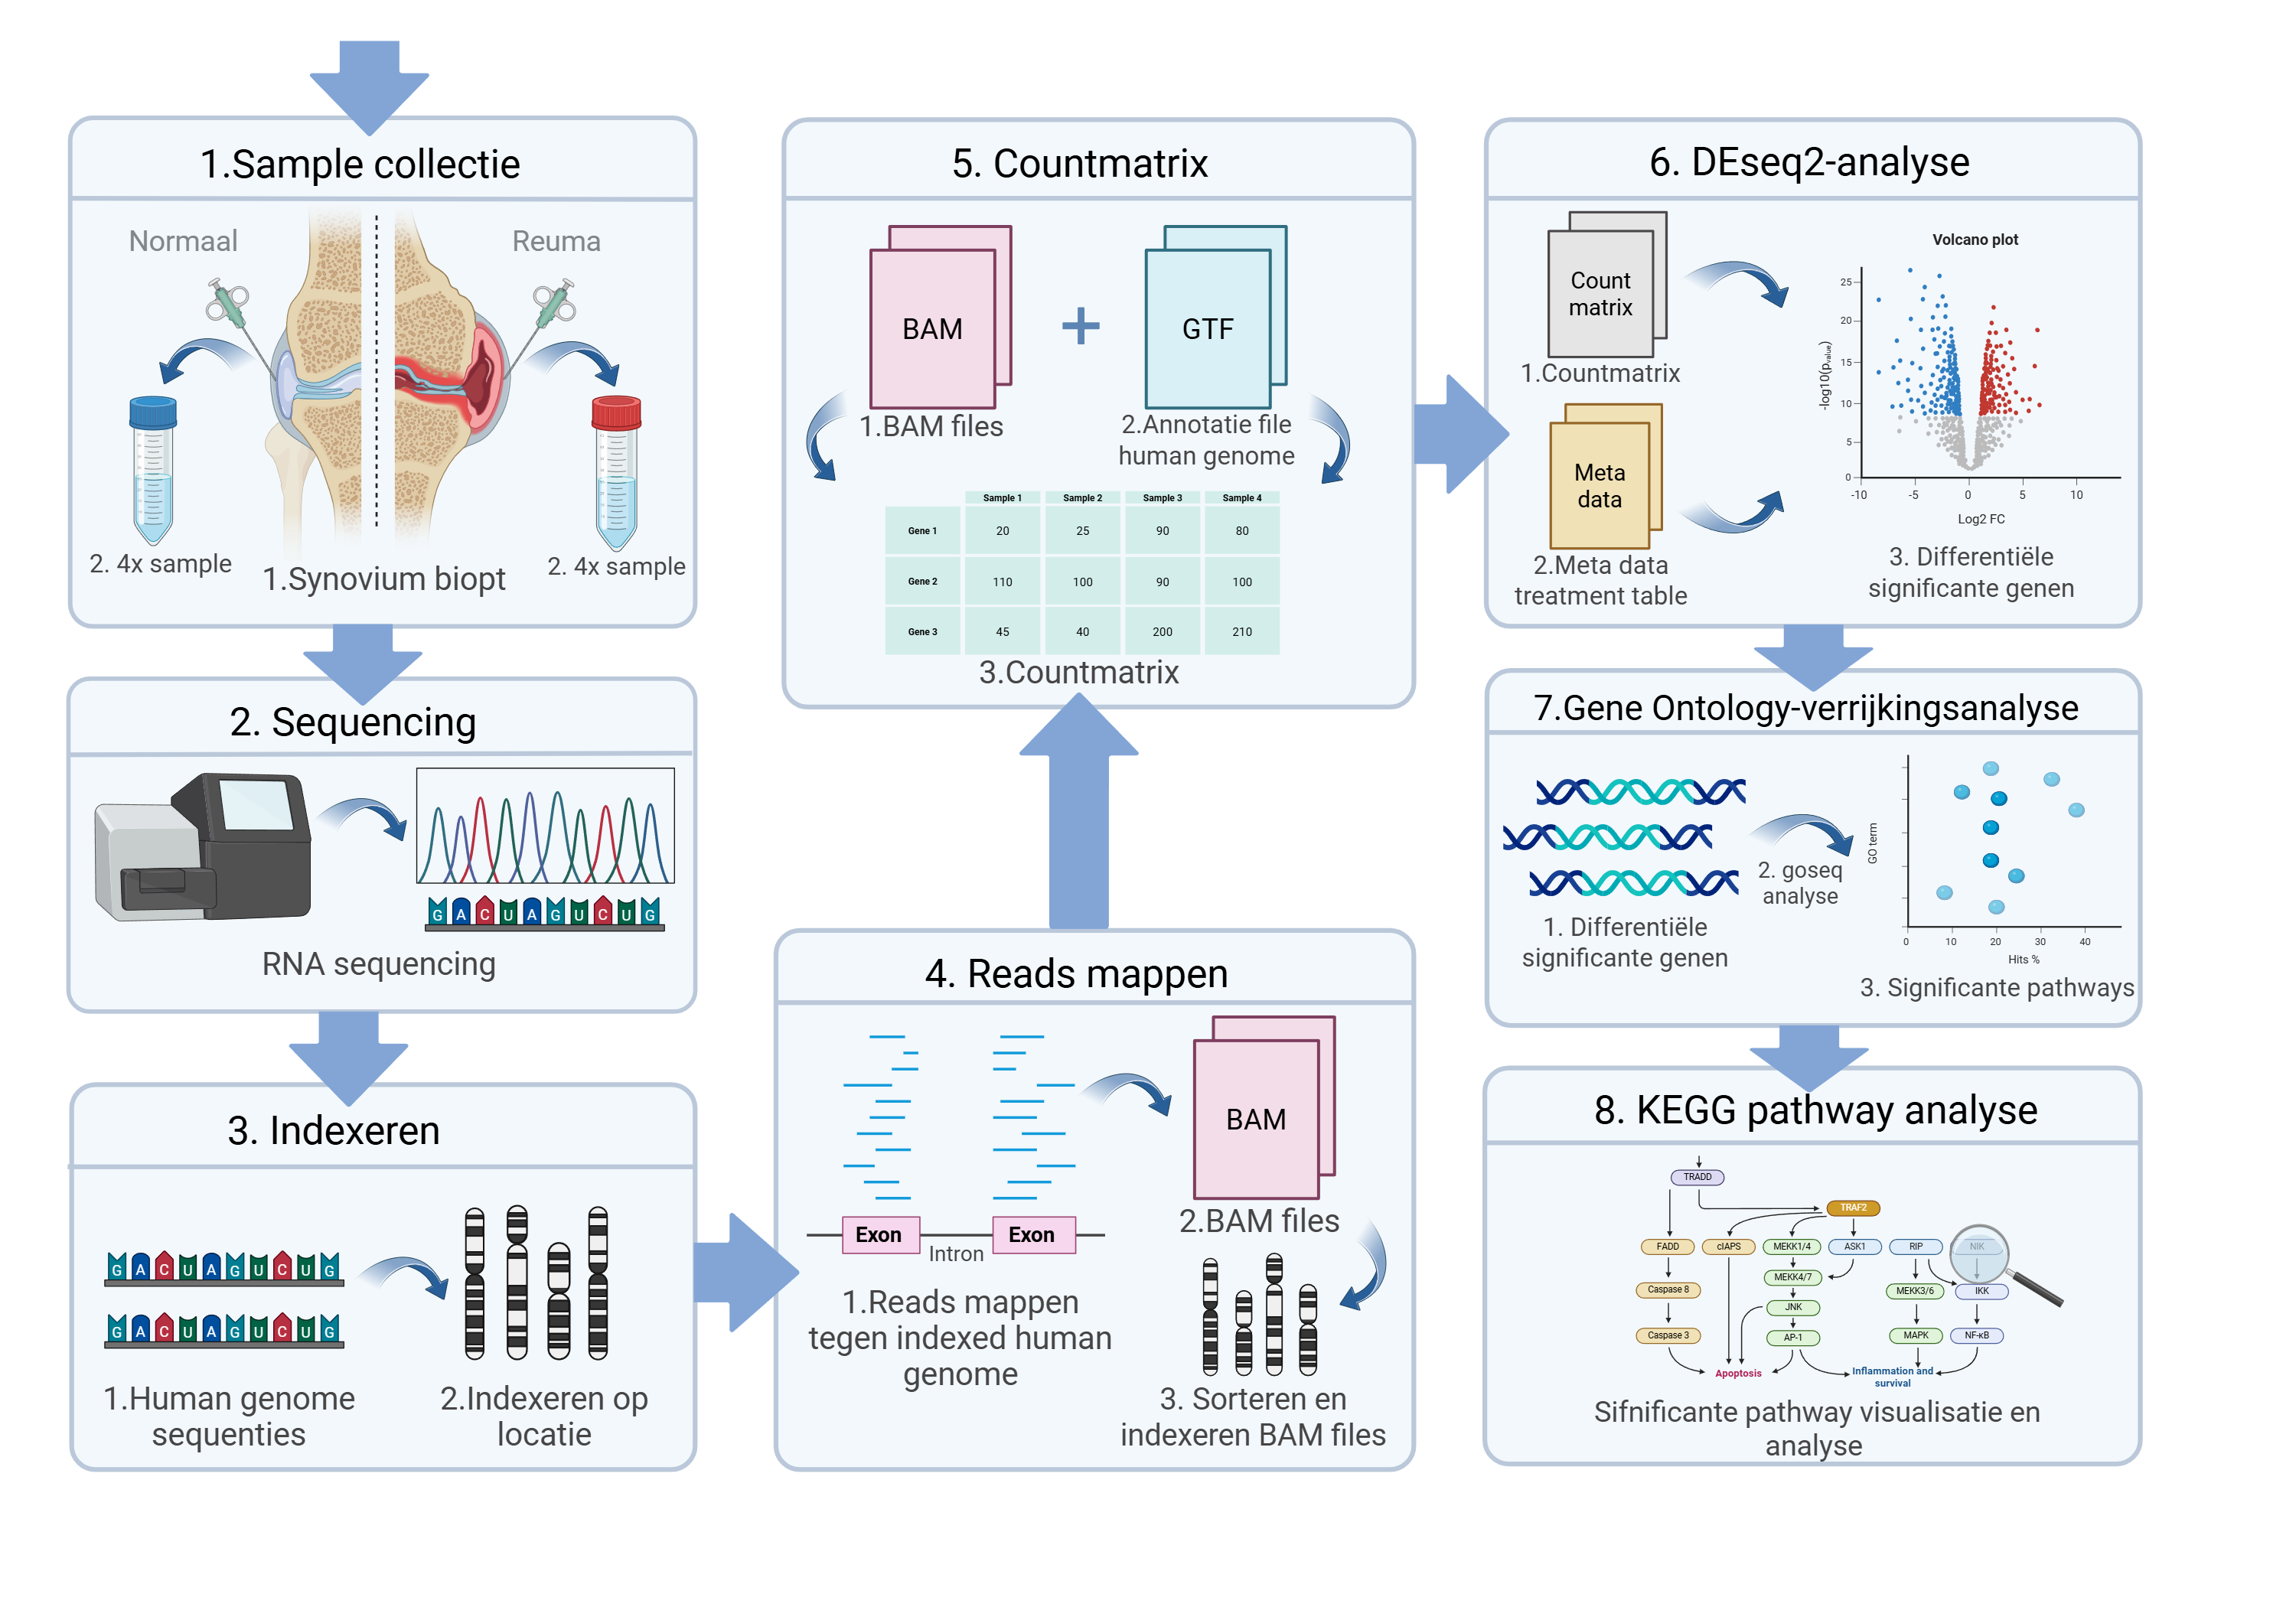 1.Sample collectie
Normaal
Reuma
2. 4x sample
1.Synovium biopt
2. 4x sample
2. Sequencing
G A C U A G U C U G
RNA sequencing
3. Indexeren
G A C U A G U C U G
G A C U A G U C U G
1.Human genome
sequenties
2.Indexeren op
locatie
4. Reads mappen
Exon
Intron
Exon
1.Reads mappen
tegen indexed human
genome
BAM
2.BAM files
3. Sorteren en
indexeren BAM files
5. Countmatrix
BAM
+
GTF
1.BAM files
2.Annotatie file
human genome
Sample 1 Sample 2 Sample 3 Sample 4
Gene 1 20 25 90 80
Gene 2 110 100 90 100
Gene 3 45 40 200 210
3.Countmatrix
6. DEseq2-analyse
Count
matrix
1.Countmatrix
Meta
data
2.Meta data
treatment table
Volcano plot
-log10(pvalue)
25
20
15
10
5
0
-10 -5 0 5 10
Log2 FC
3. Differentiële
significante genen
7.Gene Ontology-verrijkingsanalyse
1. Differentiële
significante genen
2. goseq
analyse
GO term
0 10 20 30 40
Hits %
3. Significante pathways
8. KEGG pathway analyse
TRADD
TRAF2
FADD cIAPS MEKK1/4 ASK1 RIP NIK
MEKK4/7
Caspase 8 MEKK3/6 IKK
JNK
Caspase 3 AP-1 MAPK NF-κB
Apoptosis
Inflammation and
survival
Sifnificante pathway visualisatie en
analyse